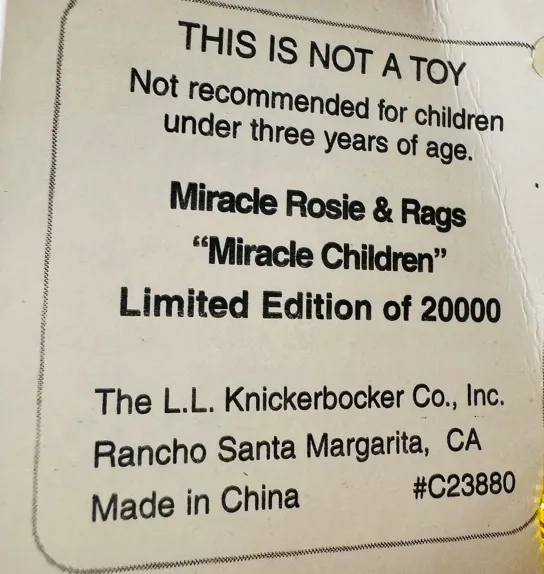 THIS IS NOT A TOY
Not recommended for children
under three years of age.
Miracle Rosie & Rags
“Miracle Children”
Limited Edition of 20000
The L.L. Knickerbocker Co., Inc.
Rancho Santa Margarita, CA
Made in China #C23880